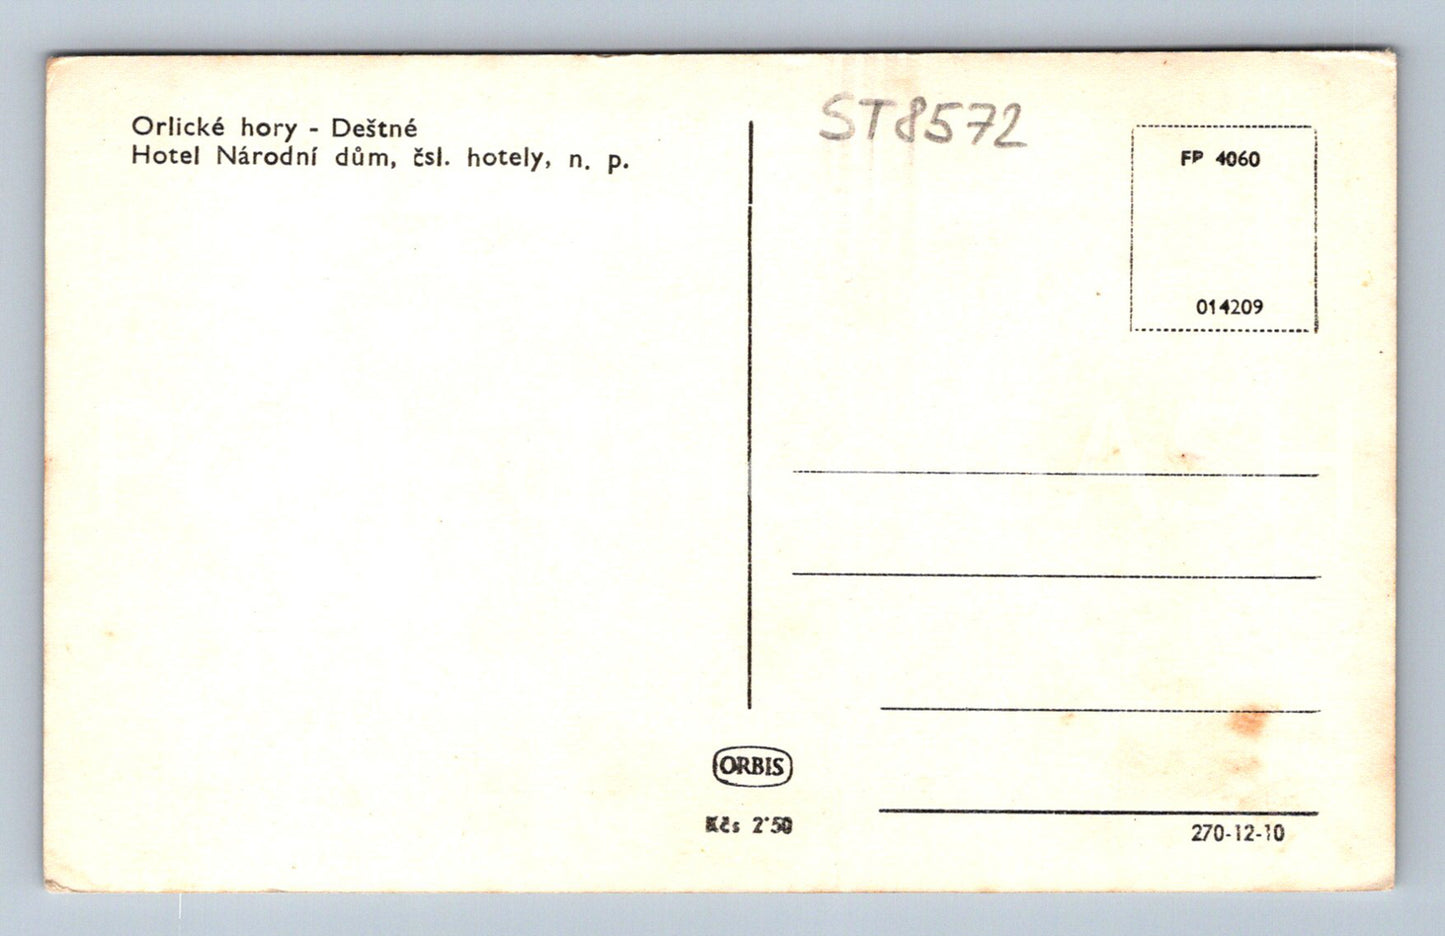 Orlické hory - Deštné
Hotel Národní dům, čsl. hotely, n. p.
ST8572
FP 4060
014209
ORBIS
Kčs 2'50
270-12-10